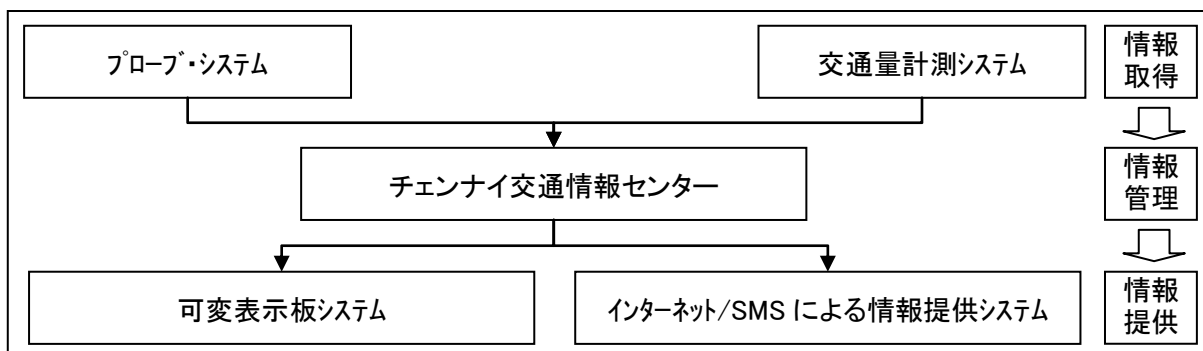 プローブ・システム
交通量計測システム
情報
取得
チェンナイ交通情報センター
情報
管理
可変表示板システム
インターネット/SMS による情報提供システム
情報
提供